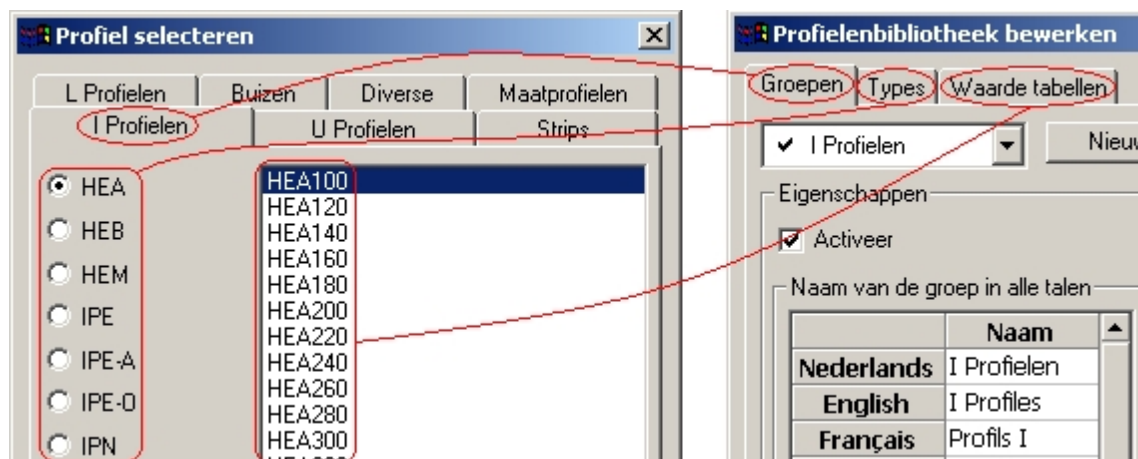 Profiel selecteren
L Profielen Buizen Diverse Maatprofielen
I Profielen U Profielen Strips
HEA
HEB
HEM
IPE
IPE-A
IPE-O
IPN
HEA100
HEA120
HEA140
HEA160
HEA180
HEA200
HEA220
HEA240
HEA260
HEA280
HEA300
Profielenbibliotheek bewerken
Groepen Types Waarde tabellen
I Profielen
Eigenschappen
Activeer
Naam van de groep in alle talen
Naam
Nederlands I Profielen
English I Profiles
Français Profils I